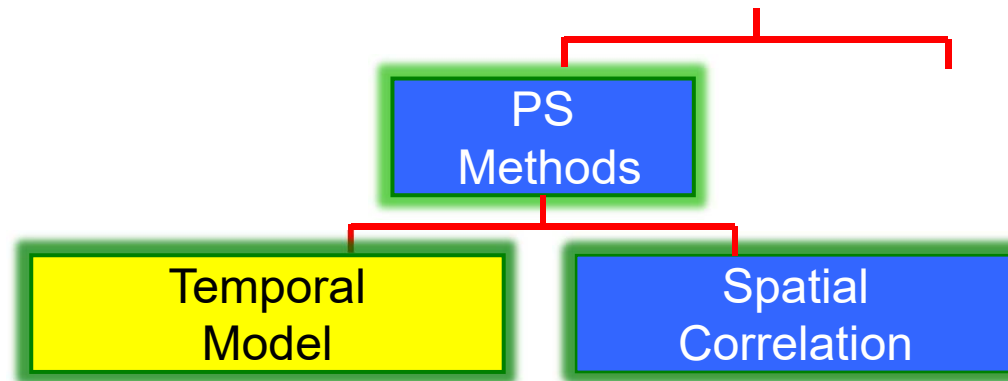 PS
Methods
Temporal
Model
Spatial
Correlation